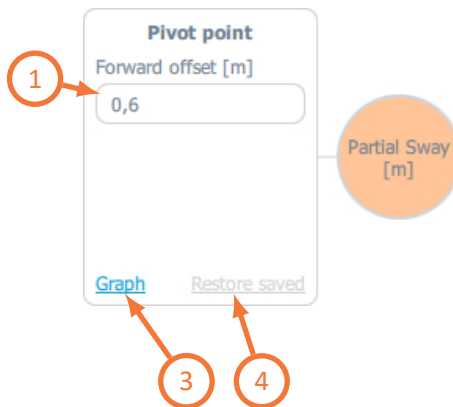 Pivot point
Forward offset [m]
1
0,6
Partial Sway
[m]
Graph
Restore saved
3
4